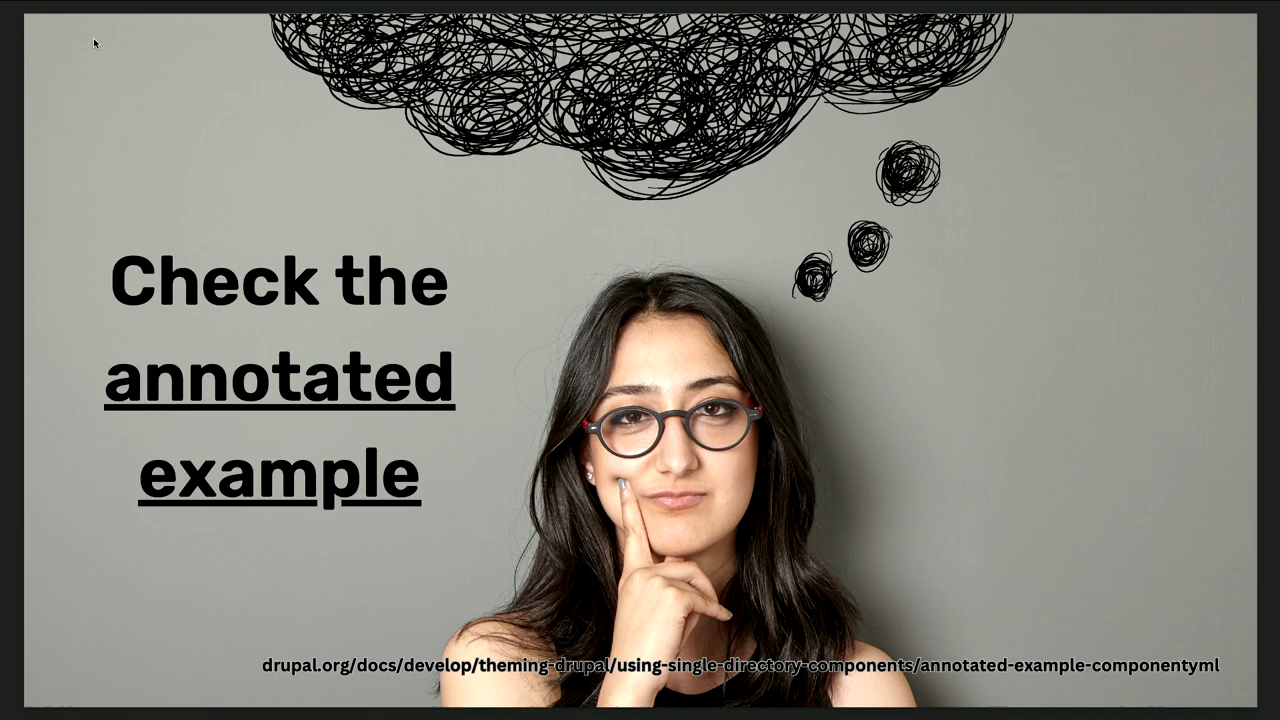 Check the
annotated
example
drupal.org/docs/develop/theming-drupal/using-single-directory-components/annotated-example-componentyml